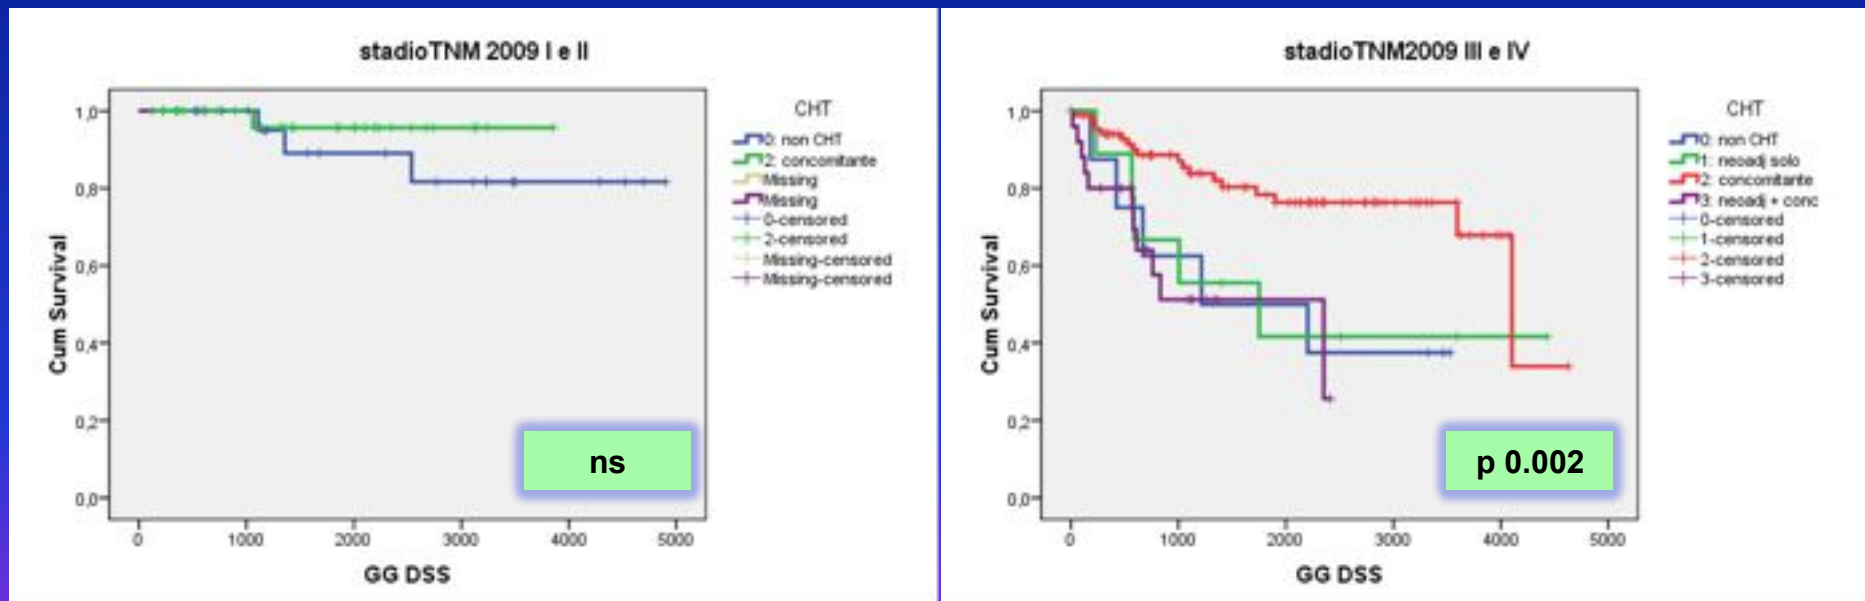 stadioTNM 2009 I e II
Cum Survival
1,0
0,8
0,6
0,4
0,2
0,0
0 1000 2000 3000 4000 5000
GG DSS
ns
CHT
0: non CHT
2: concomitante
Missing
Missing
0-censored
2-censored
Missing-censored
Missing-censored
stadioTNM2009 III e IV
Cum Survival
1,0
0,8
0,6
0,4
0,2
0,0
0 1000 2000 3000 4000 5000
GG DSS
p 0.002
CHT
0: non CHT
1: neoadj solo
2: concomitante
3: neoadj + conc
0-censored
1-censored
2-censored
3-censored